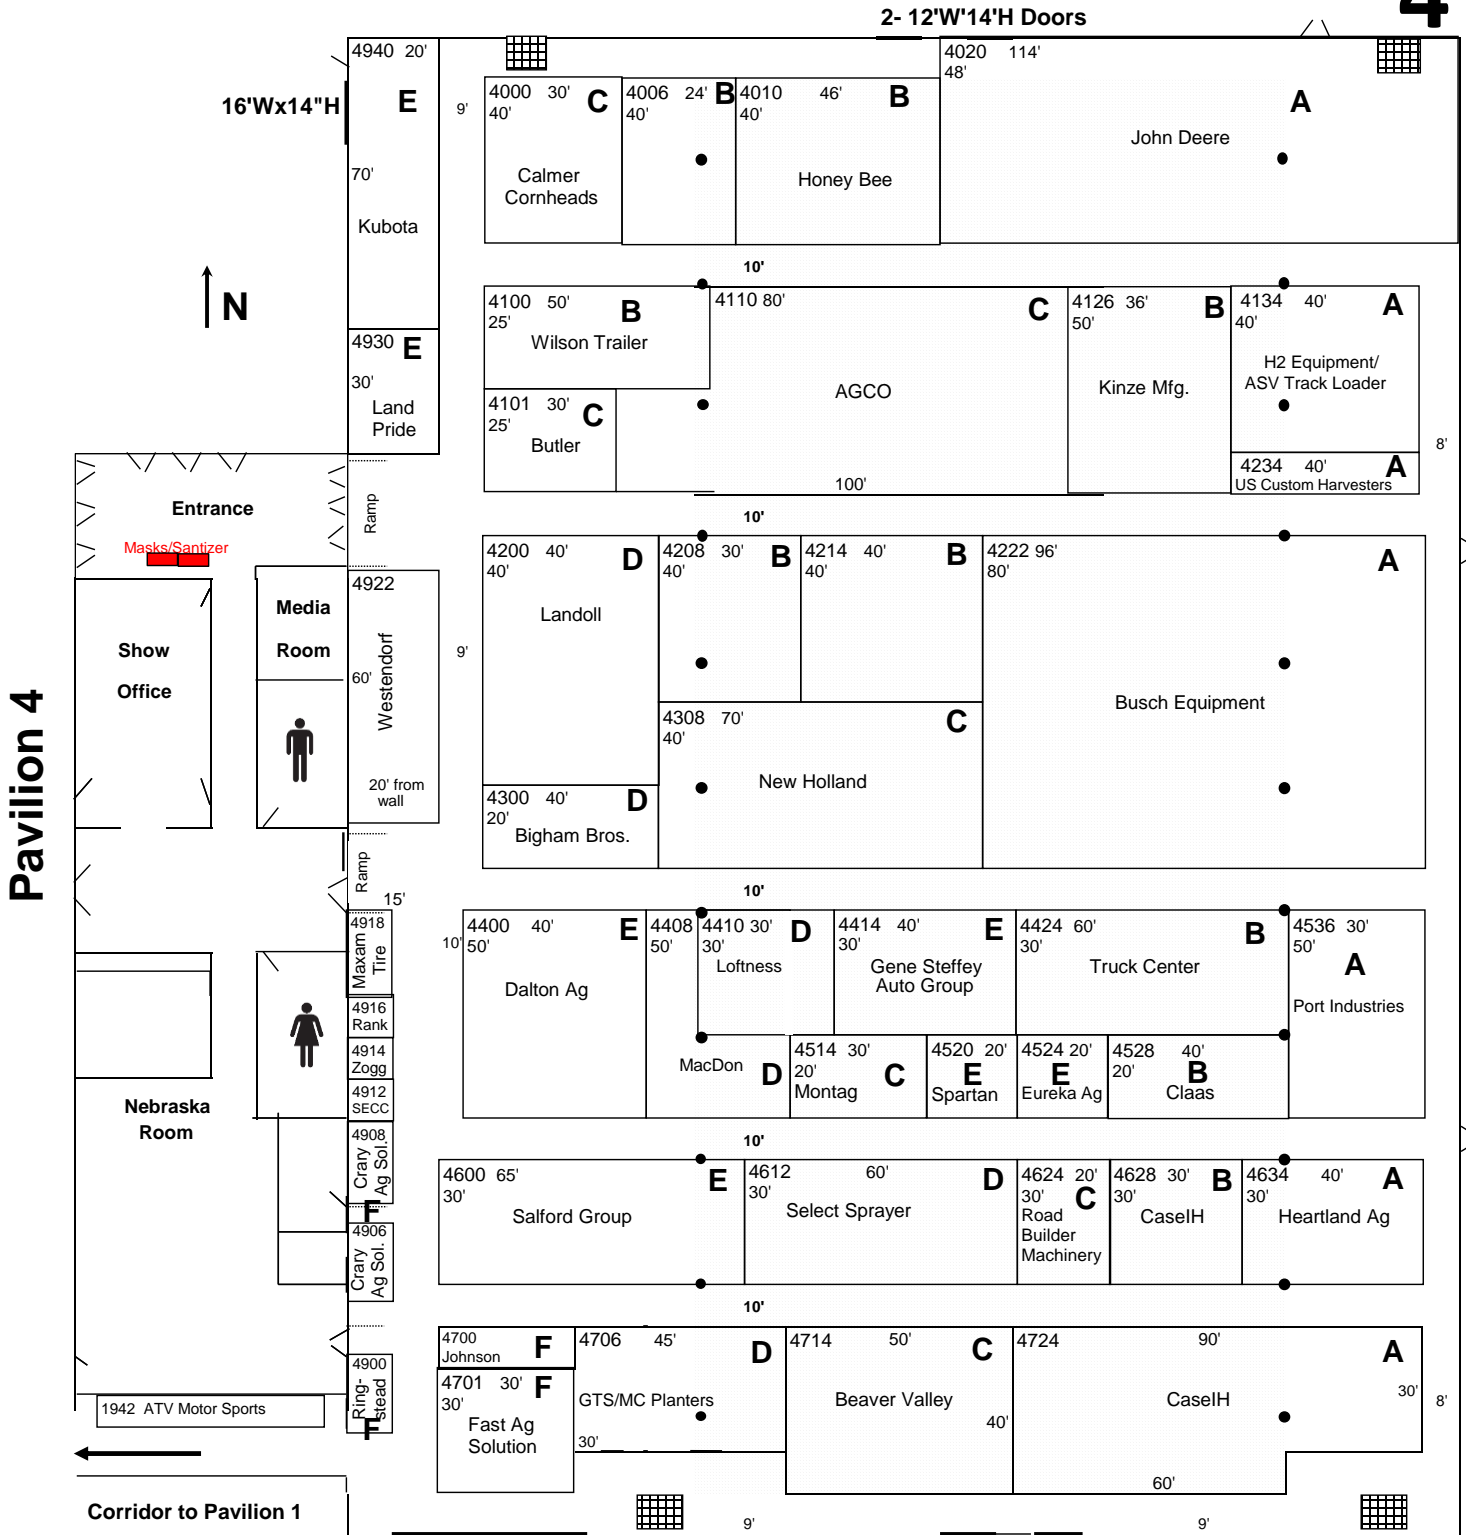 2- 12'W'14'H Doors
4
4940 20'
E
16'Wx14"H
70'
Kubota
9'
4000 30'
C
40'
Calmer
Cornheads
4006 24'
B
40'
4010 46'
B
40'
Honey Bee
4020 114'
48'
A
John Deere
10'
N
4930
E
30'
Land
Pride
4100 50'
B
25'
Wilson Trailer
4101 30'
C
25'
Butler
4110 80'
C
AGCO
100'
4126 36'
B
50'
Kinze Mfg.
4134 40'
A
40'
H2 Equipment/
ASV Track Loader
4234 40'
A
US Custom Harvesters
8'
10'
Entrance
Masks/Santizer
Ramp
Media
Room
Show
Office
Pavilion 4
4922
Westendorf
60'
20' from
wall
9'
4200 40'
D
40'
Landoll
4208 30'
B
40'
4214 40'
B
40'
4222 96'
A
80'
Busch Equipment
4308 70'
C
40'
New Holland
4300 40'
D
20'
Bigham Bros.
10'
Ramp
15'
4918
Maxam
Tire
4916
Rank
4914
Zogg
4912
SECC
4908
Crary
Ag Sol.
F
4906
Crary
Ag Sol.
Nebraska
Room
10'
4400 40'
E
50'
Dalton Ag
4408
50'
MacDon
D
4410 30'
D
30'
Loftness
4414 40'
E
30'
Gene Steffey
Auto Group
4424 60'
B
30'
Truck Center
4536 30'
50'
A
Port Industries
4514 30'
20'
C
Montag
4520 20'
E
Spartan
4524 20'
E
Eureka Ag
4528 40'
20'
B
Claas
10'
4600 65'
E
30'
Salford Group
4612 60'
D
30'
Select Sprayer
4624 20'
30'
C
Road
Builder
Machinery
4628 30'
B
30'
CaseIH
4634 40'
A
30'
Heartland Ag
10'
4700
Johnson
F
4701 30'
F
30'
Fast Ag
Solution
4706 45'
D
GTS/MC Planters
30'
4714 50'
C
Beaver Valley
40'
4724 90'
A
CaseIH
30'
60'
8'
4900
Ring-
stead
F
1942 ATV Motor Sports
Corridor to Pavilion 1
9'
9'